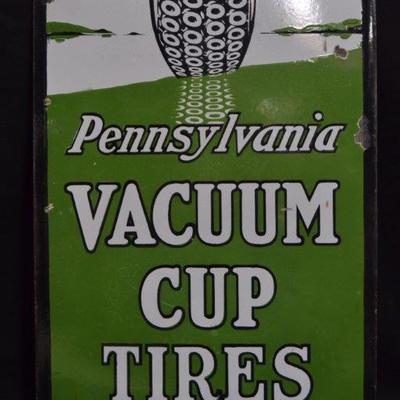 Pennsylvania
VACUUM
CUP
TIRES